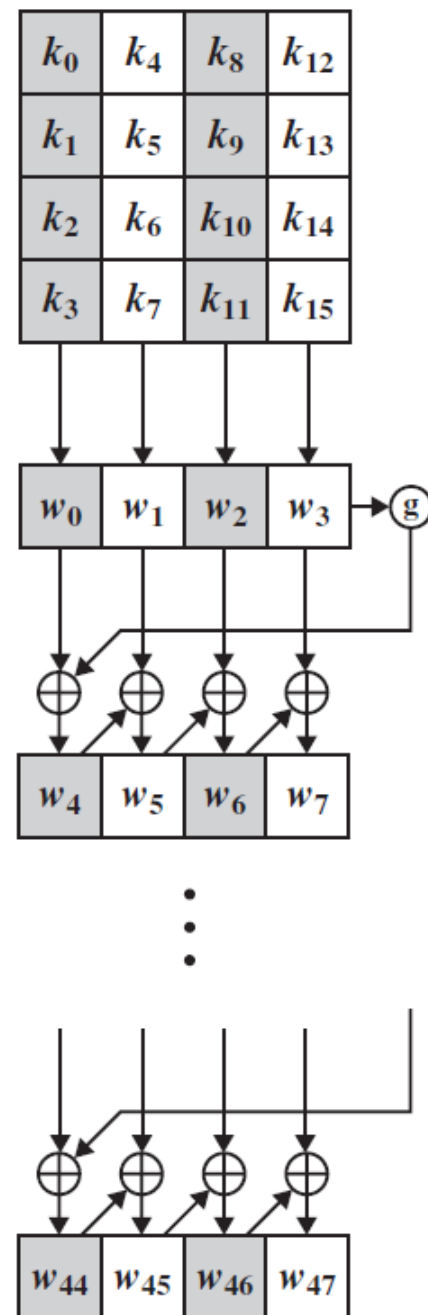 k₀ k₄ k₈ k₁₂
k₁ k₅ k₉ k₁₃
k₂ k₆ k₁₀ k₁₄
k₃ k₇ k₁₁ k₁₅
w₀ w₁ w₂ w₃ g
w₄ w₅ w₆ w₇
w₄₄ w₄₅ w₄₆ w₄₇